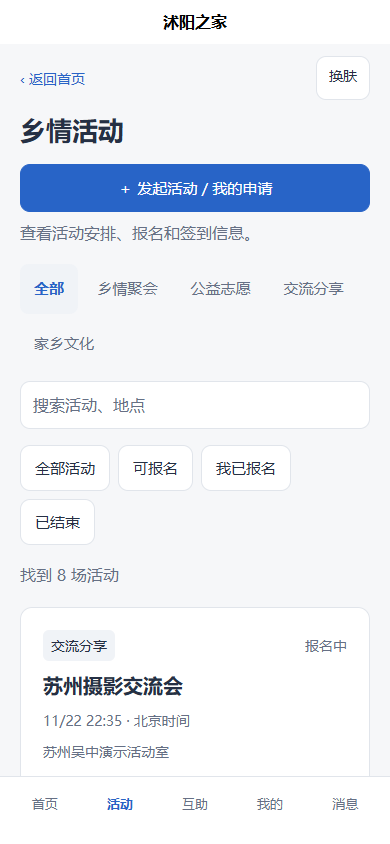 沭阳之家
‹ 返回首页
换肤
乡情活动
+ 发起活动 / 我的申请
查看活动安排、报名和签到信息。
全部 乡情聚会 公益志愿 交流分享
家乡文化
搜索活动、地点
全部活动 可报名 我已报名
已结束
找到 8 场活动
交流分享 报名中
苏州摄影交流会
11/22 22:35 · 北京时间
苏州吴中演示活动室
首页 活动 互助 我的 消息